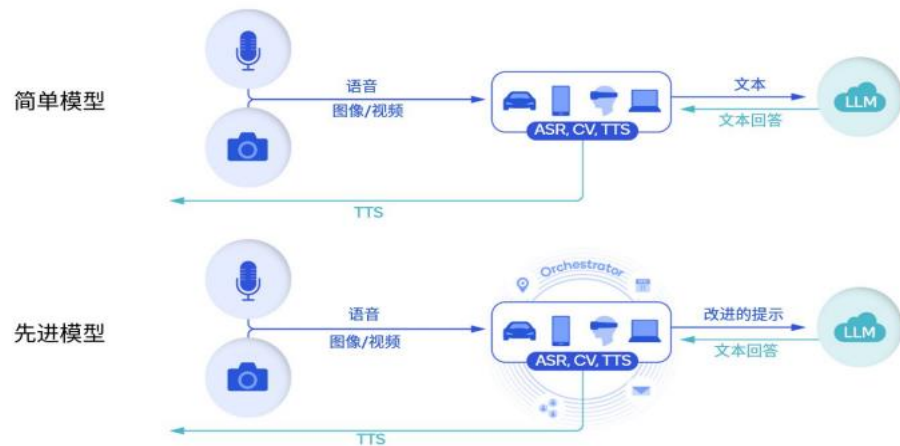 简单模型
语音
图像/视频
ASR, CV, TTS
文本
文本回答
LLM
TTS
先进模型
语音
图像/视频
Orchestrator
ASR, CV, TTS
改进的提示
文本回答
LLM
TTS